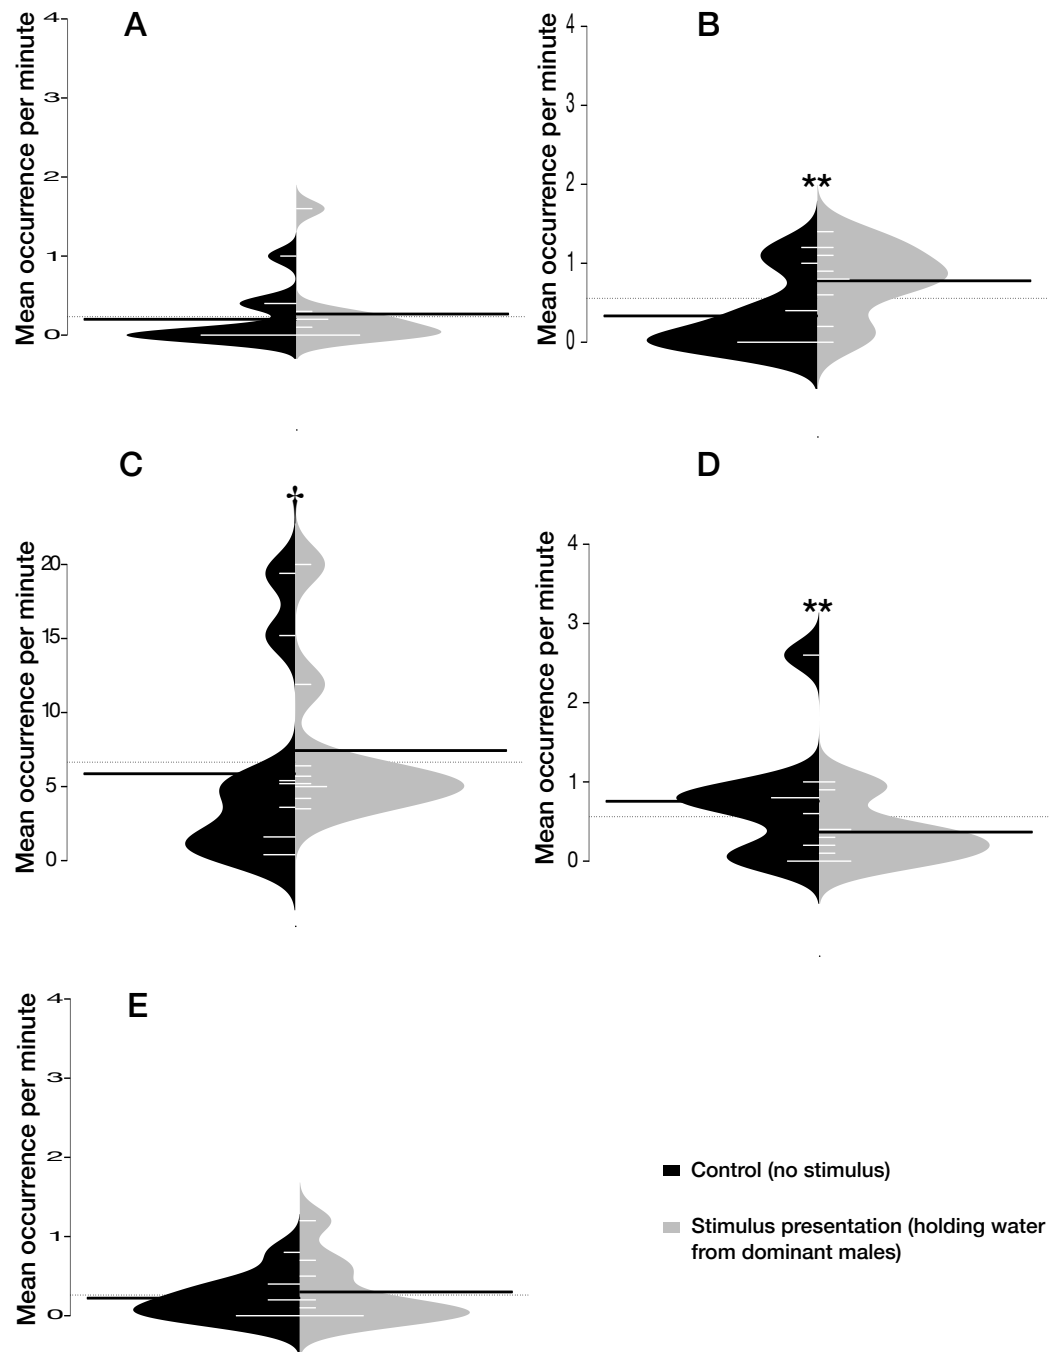 A
Mean occurrence per minute
4
3
2
1
0
B
Mean occurrence per minute
4
3
2
1
0
**
C
Mean occurrence per minute
20
15
10
5
0
†
D
Mean occurrence per minute
4
3
2
1
0
**
E
Mean occurrence per minute
4
3
2
1
0
Control (no stimulus)
Stimulus presentation (holding water
from dominant males)